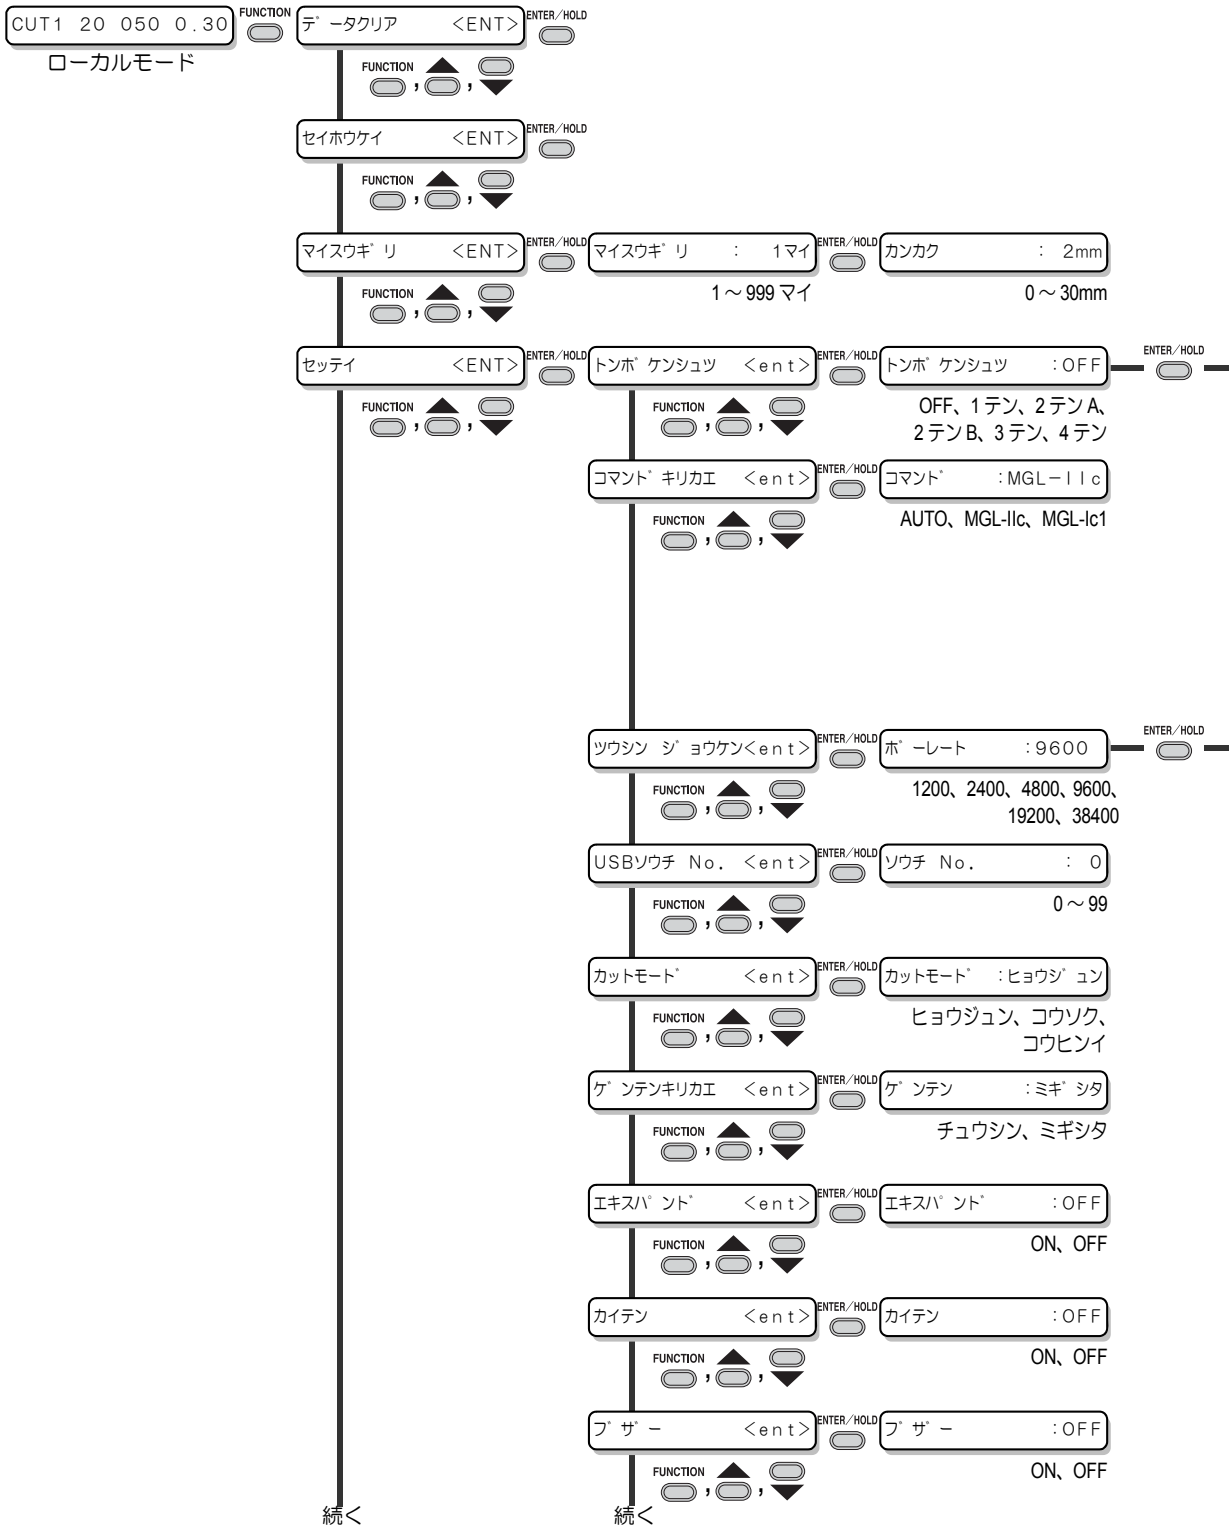 CUT1 20 050 0.30 FUNCTION データクリア <ENT> ENTER/HOLD
ローカルモード
FUNCTION , ,
セイホウケイ <ENT> ENTER/HOLD
FUNCTION , ,
マイスウギリ <ENT> ENTER/HOLD マイスウギリ : 1マイ ENTER/HOLD カンカク : 2mm
FUNCTION , , 1~999 マイ 0~30mm
セッテイ <ENT> ENTER/HOLD トンボケンシュツ <ent> ENTER/HOLD トンボケンシュツ :OFF ENTER/HOLD
FUNCTION , , FUNCTION , , OFF、1テン、2テンA、
2テンB、3テン、4テン
コマンドキリカエ <ent> ENTER/HOLD コマンド :MGL-IIc
FUNCTION , , AUTO、MGL-IIc、MGL-Ic1
ツウシン ジョウケン<ent> ENTER/HOLD ボーレート :9600 ENTER/HOLD
FUNCTION , , 1200、2400、4800、9600、
19200、38400
USBソウチ No. <ent> ENTER/HOLD ソウチ No. : 0
FUNCTION , , 0~99
カットモード <ent> ENTER/HOLD カットモード :ヒョウジュン
FUNCTION , , ヒョウジュン、コウソク、
コウヒンイ
ゲンテンキリカエ <ent> ENTER/HOLD ゲンテン :ミギシタ
FUNCTION , , チュウシン、ミギシタ
エキスパンド <ent> ENTER/HOLD エキスパンド :OFF
FUNCTION , , ON、OFF
カイテン <ent> ENTER/HOLD カイテン :OFF
FUNCTION , , ON、OFF
ブザー <ent> ENTER/HOLD ブザー :OFF
FUNCTION , , ON、OFF
続く 続く